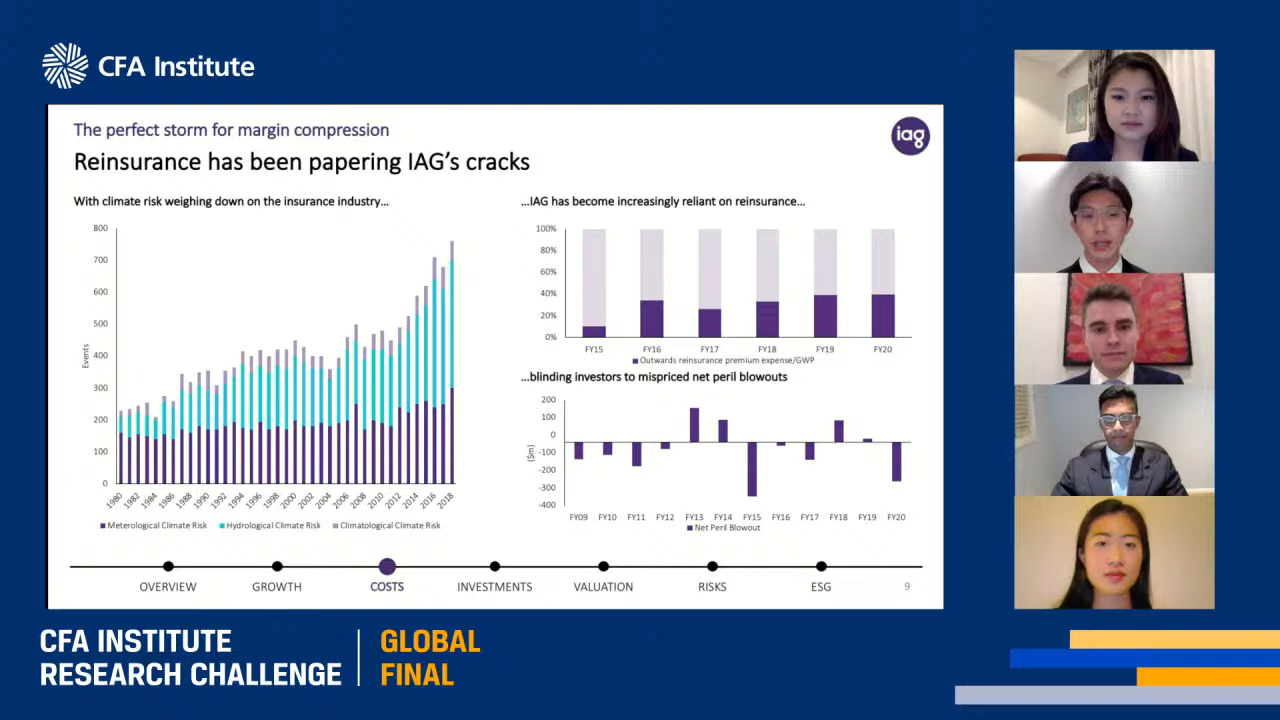 CFA Institute
The perfect storm for margin compression
iag
Reinsurance has been papering IAG's cracks
With climate risk weighing down on the insurance industry...
800
700
600
500
400
300
200
100
0
Events
1980
1982
1984
1986
1988
1990
1992
1994
1996
1998
2000
2002
2004
2006
2008
2010
2012
2014
2016
2018
Meterological Climate Risk
Hydrological Climate Risk
Climatological Climate Risk
...IAG has become increasingly reliant on reinsurance...
100%
80%
60%
40%
20%
0%
FY15 FY16 FY17 FY18 FY19 FY20
Outwards reinsurance premium expense/GWP
...blinding investors to mispriced net peril blowouts
200
100
0
-100
-200
-300
-400
($m)
FY09 FY10 FY11 FY12 FY13 FY14 FY15 FY16 FY17 FY18 FY19 FY20
Net Peril Blowout
OVERVIEW GROWTH COSTS INVESTMENTS VALUATION RISKS ESG 9
CFA INSTITUTE
RESEARCH CHALLENGE
GLOBAL
FINAL